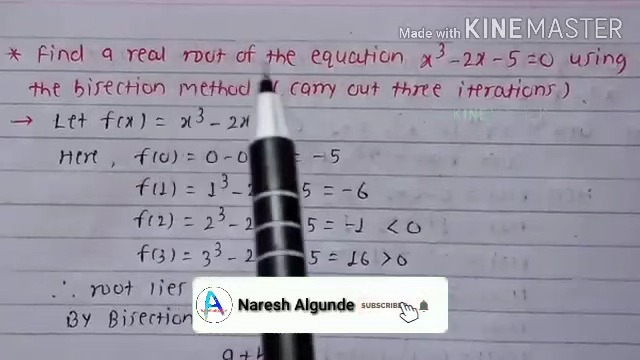 Made with KINEMASTER
* Find a real root of the equation x³ - 2x - 5 = 0 using
the bisection method ( carry out three iterations )
KINE
→ Let f(x) = x³ - 2x
Here, f(0) = 0 - 0 = -5
f(1) = 1³ - 2 5 = -6
f(2) = 2³ - 2 5 = -1 < 0
f(3) = 3³ - 2 5 = 16 > 0
∴ root lies
By Bisection
Naresh Algunde SUBSCRIBE
a +